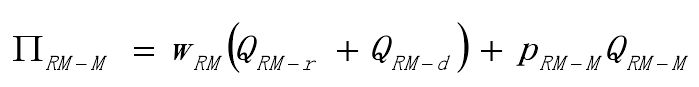 Π_{RM-M} = w_{RM}(Q_{RM-r} + Q_{RM-d}) + p_{RM-M}Q_{RM-M}